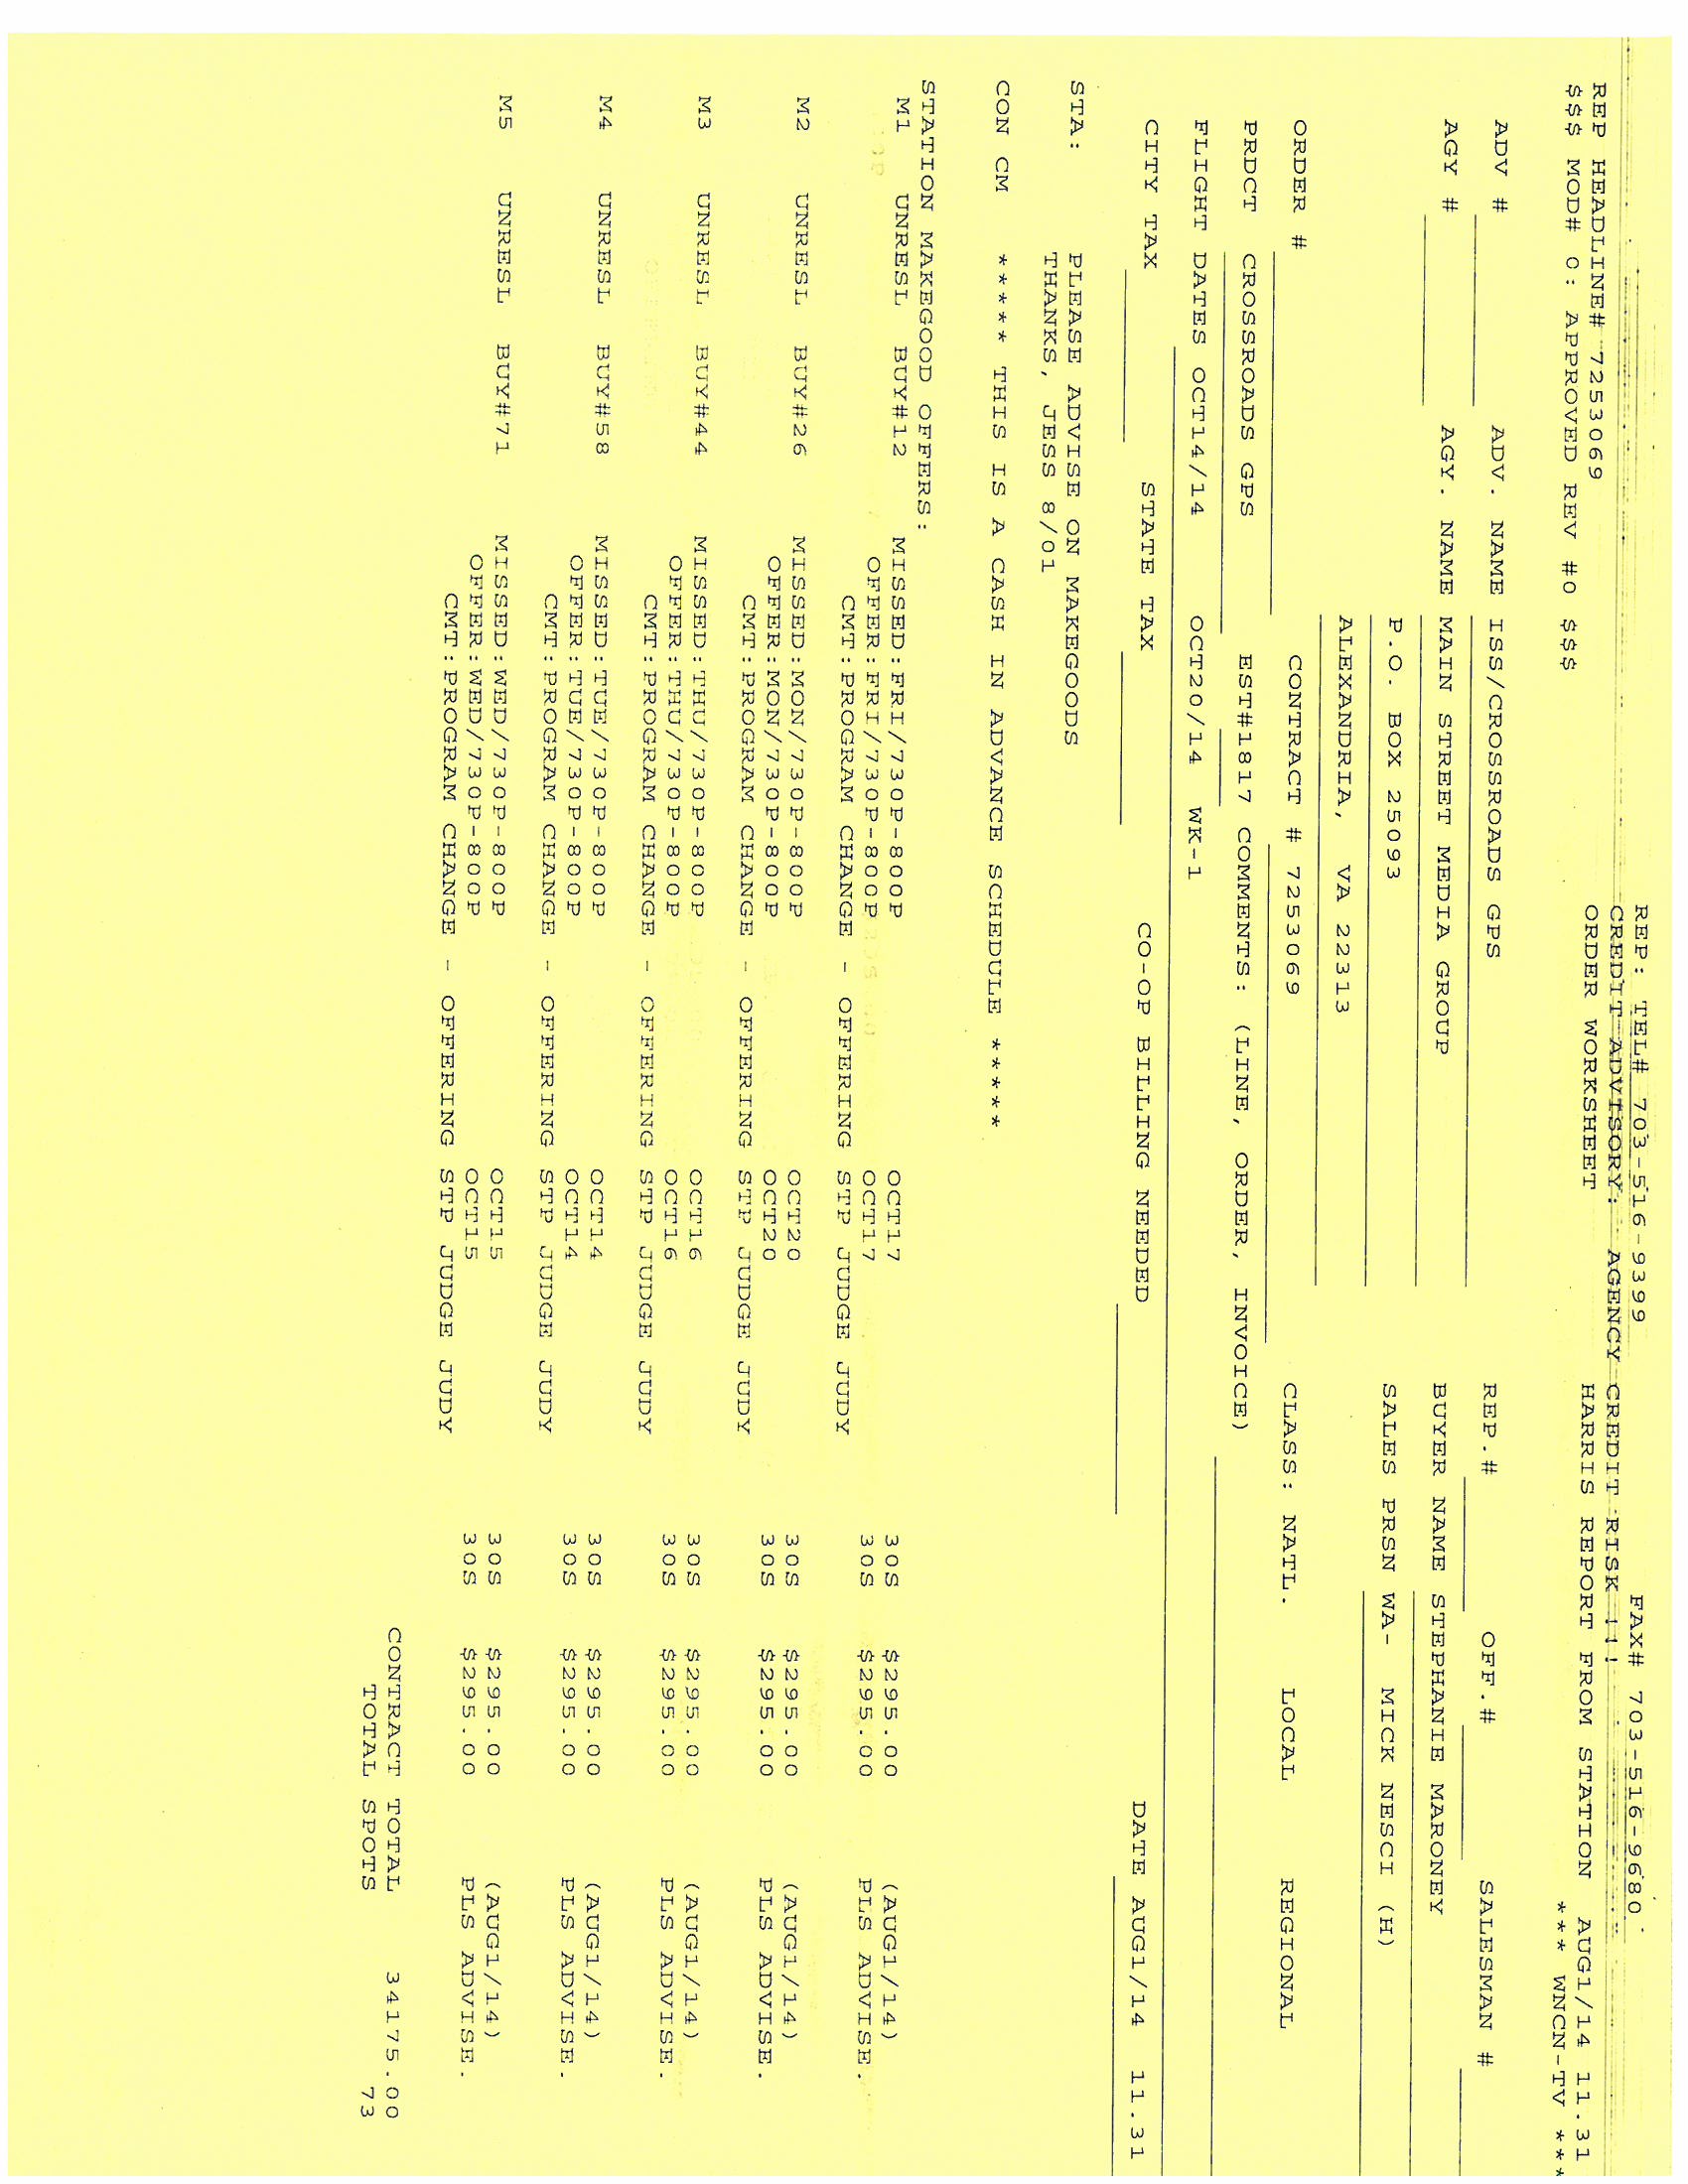 REP: TEL# 703-516-9399 FAX# 703-516-9680
CREDIT ADVISORY: AGENCY CREDIT RISK !!!
REP HEADLINE# 7253069 ORDER WORKSHEET HARRIS REPORT FROM STATION AUG1/14 11.31
$$$ MOD# 0: APPROVED REV #0 $$$ *** WNCN-TV ***
ADV # ADV. NAME ISS/CROSSROADS GPS REP.# OFF.# SALESMAN #
AGY # AGY. NAME MAIN STREET MEDIA GROUP BUYER NAME STEPHANIE MARONEY
P.O. BOX 25093 SALES PRSN WA- MICK NESCI (H)
ALEXANDRIA, VA 22313
ORDER # CONTRACT # 7253069 CLASS: NATL. LOCAL REGIONAL
PRDCT CROSSROADS GPS EST#1817 COMMENTS: (LINE, ORDER, INVOICE)
FLIGHT DATES OCT14/14 OCT20/14 WK-1
CITY TAX STATE TAX CO-OP BILLING NEEDED DATE AUG1/14 11.31
STA: PLEASE ADVISE ON MAKEGOODS
THANKS, JESS 8/01
CON CM ***** THIS IS A CASH IN ADVANCE SCHEDULE *****
STATION MAKEGOOD OFFERS:
M1 UNRESL BUY#12 MISSED:FRI/730P-800P OCT17 30S $295.00 (AUG1/14)
OFFER:FRI/730P-800P OCT17 30S $295.00 PLS ADVISE.
CMT:PROGRAM CHANGE - OFFERING STP JUDGE JUDY
M2 UNRESL BUY#26 MISSED:MON/730P-800P OCT20 30S $295.00 (AUG1/14)
OFFER:MON/730P-800P OCT20 30S $295.00 PLS ADVISE.
CMT:PROGRAM CHANGE - OFFERING STP JUDGE JUDY
M3 UNRESL BUY#44 MISSED:THU/730P-800P OCT16 30S $295.00 (AUG1/14)
OFFER:THU/730P-800P OCT16 30S $295.00 PLS ADVISE.
CMT:PROGRAM CHANGE - OFFERING STP JUDGE JUDY
M4 UNRESL BUY#58 MISSED:TUE/730P-800P OCT14 30S $295.00 (AUG1/14)
OFFER:TUE/730P-800P OCT14 30S $295.00 PLS ADVISE.
CMT:PROGRAM CHANGE - OFFERING STP JUDGE JUDY
M5 UNRESL BUY#71 MISSED:WED/730P-800P OCT15 30S $295.00 (AUG1/14)
OFFER:WED/730P-800P OCT15 30S $295.00 PLS ADVISE.
CMT:PROGRAM CHANGE - OFFERING STP JUDGE JUDY
CONTRACT TOTAL 34175.00
TOTAL SPOTS 73